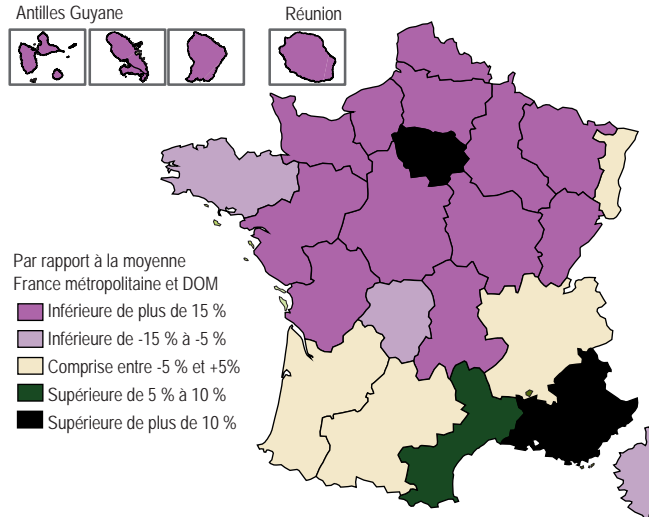 Antilles Guyane
Réunion
Par rapport à la moyenne
France métropolitaine et DOM
Inférieure de plus de 15 %
Inférieure de -15 % à -5 %
Comprise entre -5 % et +5%
Supérieure de 5 % à 10 %
Supérieure de plus de 10 %